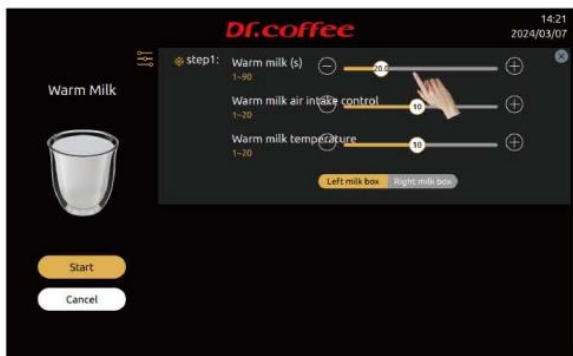 Dr.coffee
14:21
2024/03/07
Warm Milk
step1:
Warm milk (s)
1~90
20.0
Warm milk air intake control
1~20
10
Warm milk temperature
1~20
10
Left milk box
Right milk box
Start
Cancel